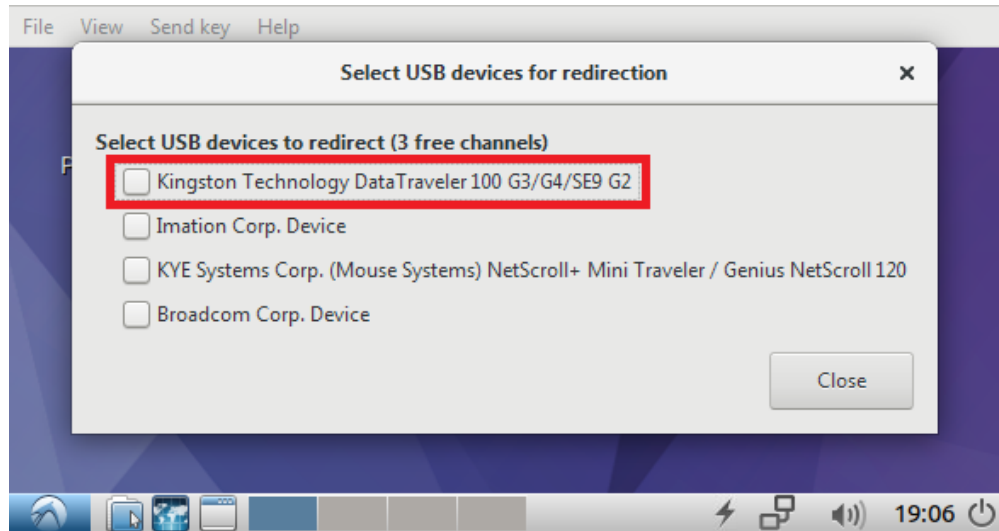 File View Send key Help
Select USB devices for redirection
Select USB devices to redirect (3 free channels)
P
Kingston Technology DataTraveler 100 G3/G4/SE9 G2
Imation Corp. Device
KYE Systems Corp. (Mouse Systems) NetScroll+ Mini Traveler / Genius NetScroll 120
Broadcom Corp. Device
Close
19:06